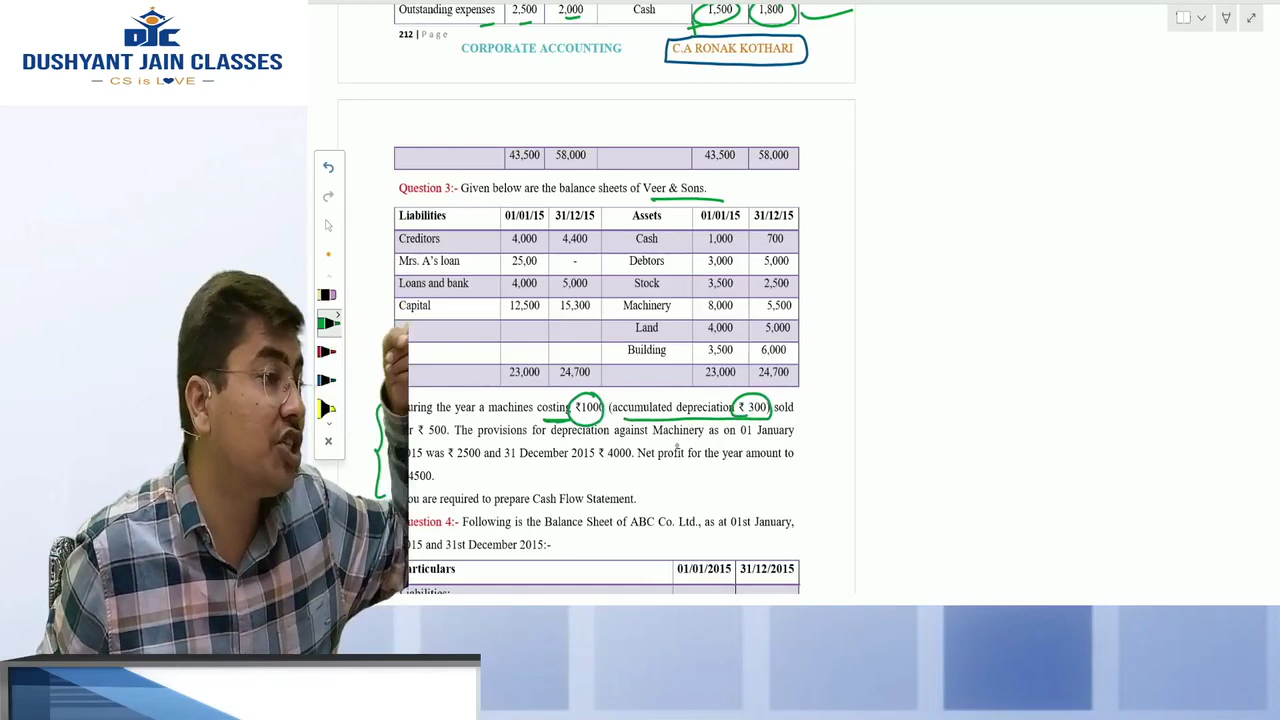 DUSHYANT JAIN CLASSES
CS is LOVE
Outstanding expenses 2,500 2,000 Cash 1,500 1,800
212 | Page
CORPORATE ACCOUNTING C.A RONAK KOTHARI
43,500 58,000 43,500 58,000
Question 3:- Given below are the balance sheets of Veer & Sons.
Liabilities 01/01/15 31/12/15 Assets 01/01/15 31/12/15
Creditors 4,000 4,400 Cash 1,000 700
Mrs. A's loan 25,00 - Debtors 3,000 5,000
Loans and bank 4,000 5,000 Stock 3,500 2,500
Capital 12,500 15,300 Machinery 8,000 5,500
Land 4,000 5,000
Building 3,500 6,000
23,000 24,700 23,000 24,700
uring the year a machines costing ₹1000 (accumulated depreciation ₹ 300) sold
r ₹ 500. The provisions for depreciation against Machinery as on 01 January
015 was ₹ 2500 and 31 December 2015 ₹ 4000. Net profit for the year amount to
4500.
ou are required to prepare Cash Flow Statement.
uestion 4:- Following is the Balance Sheet of ABC Co. Ltd., as at 01st January,
015 and 31st December 2015:-
articulars 01/01/2015 31/12/2015